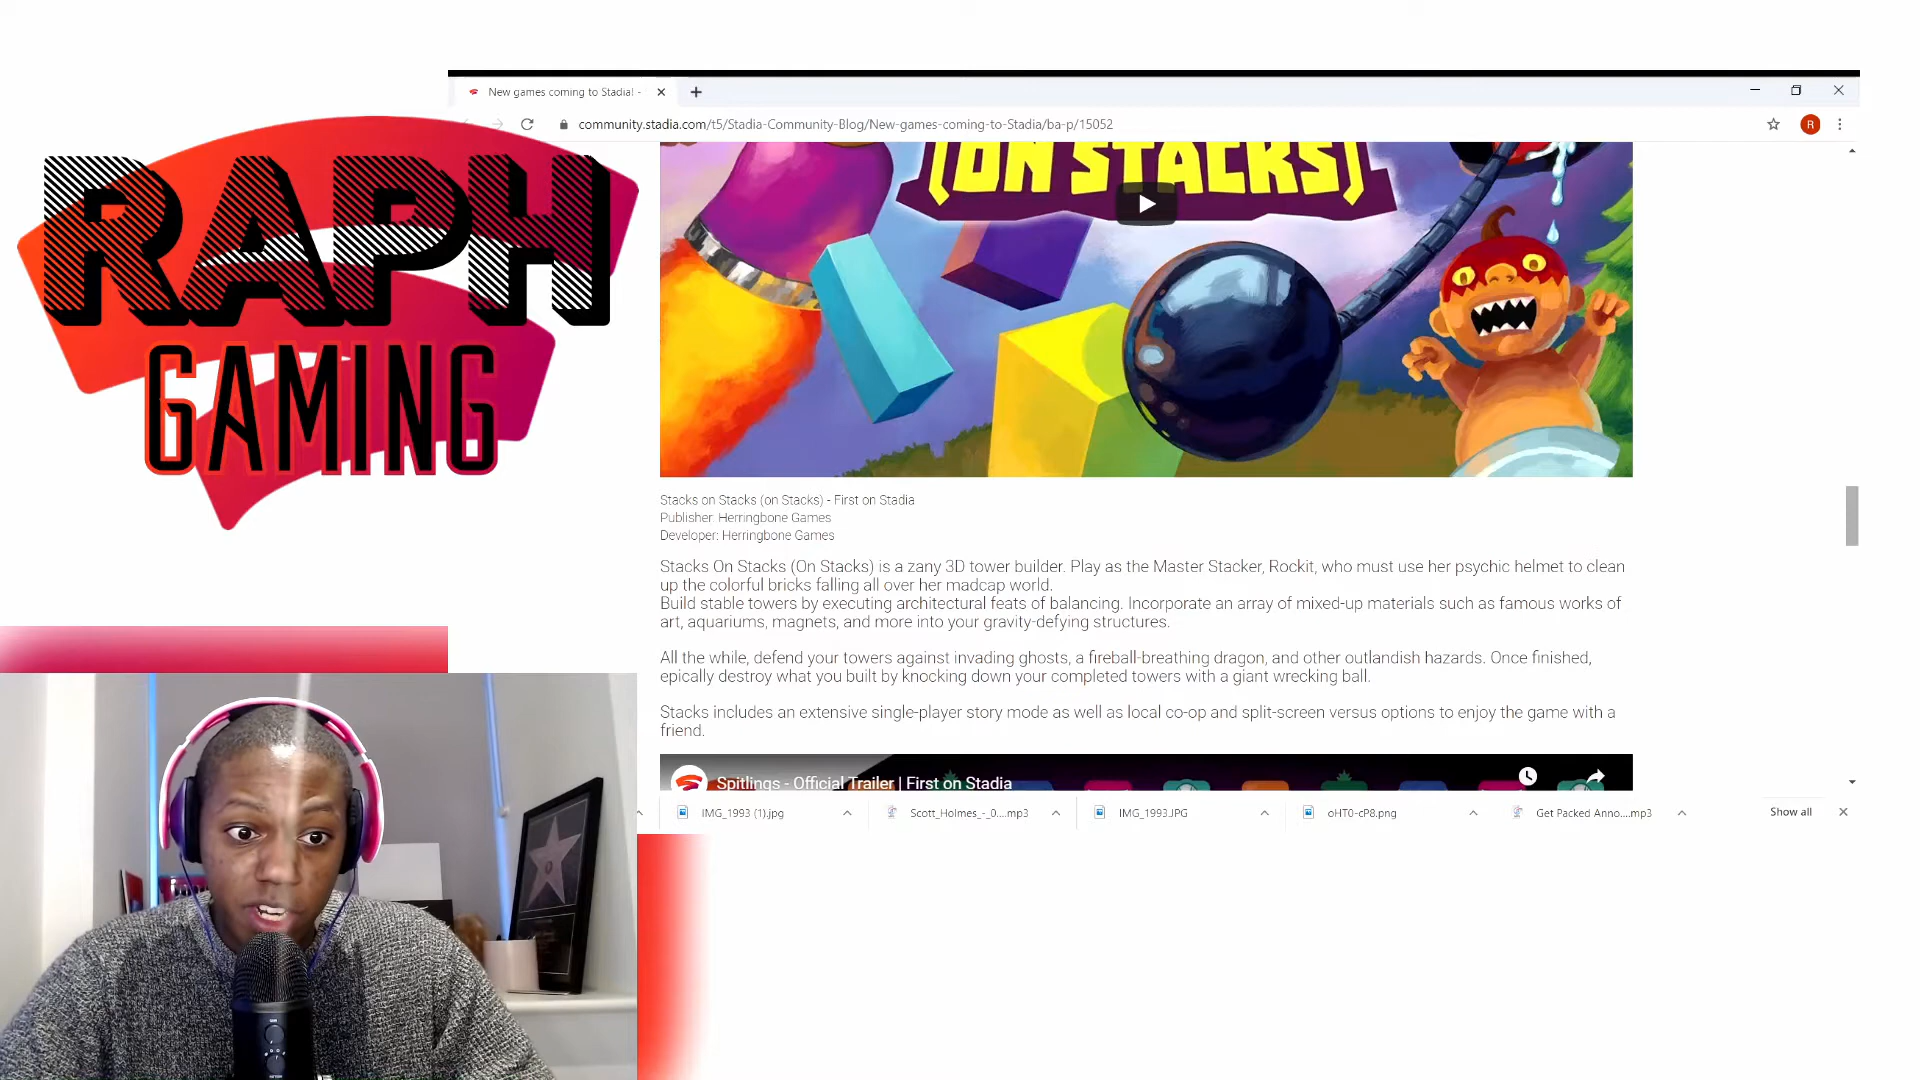 New games coming to Stadia! -
community.stadia.com/t5/Stadia-Community-Blog/New-games-coming-to-Stadia/ba-p/15052
R
RAPH
GAMING
(ON STACKS)
Stacks on Stacks (on Stacks) - First on Stadia
Publisher: Herringbone Games
Developer: Herringbone Games
Stacks On Stacks (On Stacks) is a zany 3D tower builder. Play as the Master Stacker, Rockit, who must use her psychic helmet to clean
up the colorful bricks falling all over her madcap world.
Build stable towers by executing architectural feats of balancing. Incorporate an array of mixed-up materials such as famous works of
art, aquariums, magnets, and more into your gravity-defying structures.
All the while, defend your towers against invading ghosts, a fireball-breathing dragon, and other outlandish hazards. Once finished,
epically destroy what you built by knocking down your completed towers with a giant wrecking ball.
Stacks includes an extensive single-player story mode as well as local co-op and split-screen versus options to enjoy the game with a
friend.
Spitlings - Official Trailer | First on Stadia
IMG_1993 (1).jpg
Scott_Holmes_-_0....mp3
IMG_1993.JPG
oHT0-cP8.png
Get Packed Anno....mp3
Show all